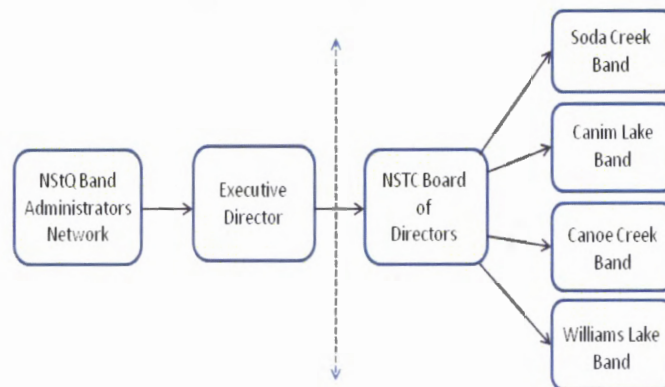 NStQ Band
Administrators
Network
Executive
Director
NSTC Board
of
Directors
Soda Creek
Band
Canim Lake
Band
Canoe Creek
Band
Williams Lake
Band